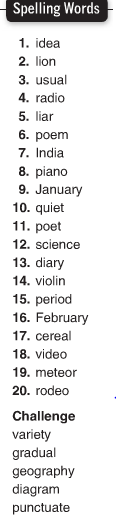 Spelling Words
1. idea
2. lion
3. usual
4. radio
5. liar
6. poem
7. India
8. piano
9. January
10. quiet
11. poet
12. science
13. diary
14. violin
15. period
16. February
17. cereal
18. video
19. meteor
20. rodeo
Challenge
variety
gradual
geography
diagram
punctuate